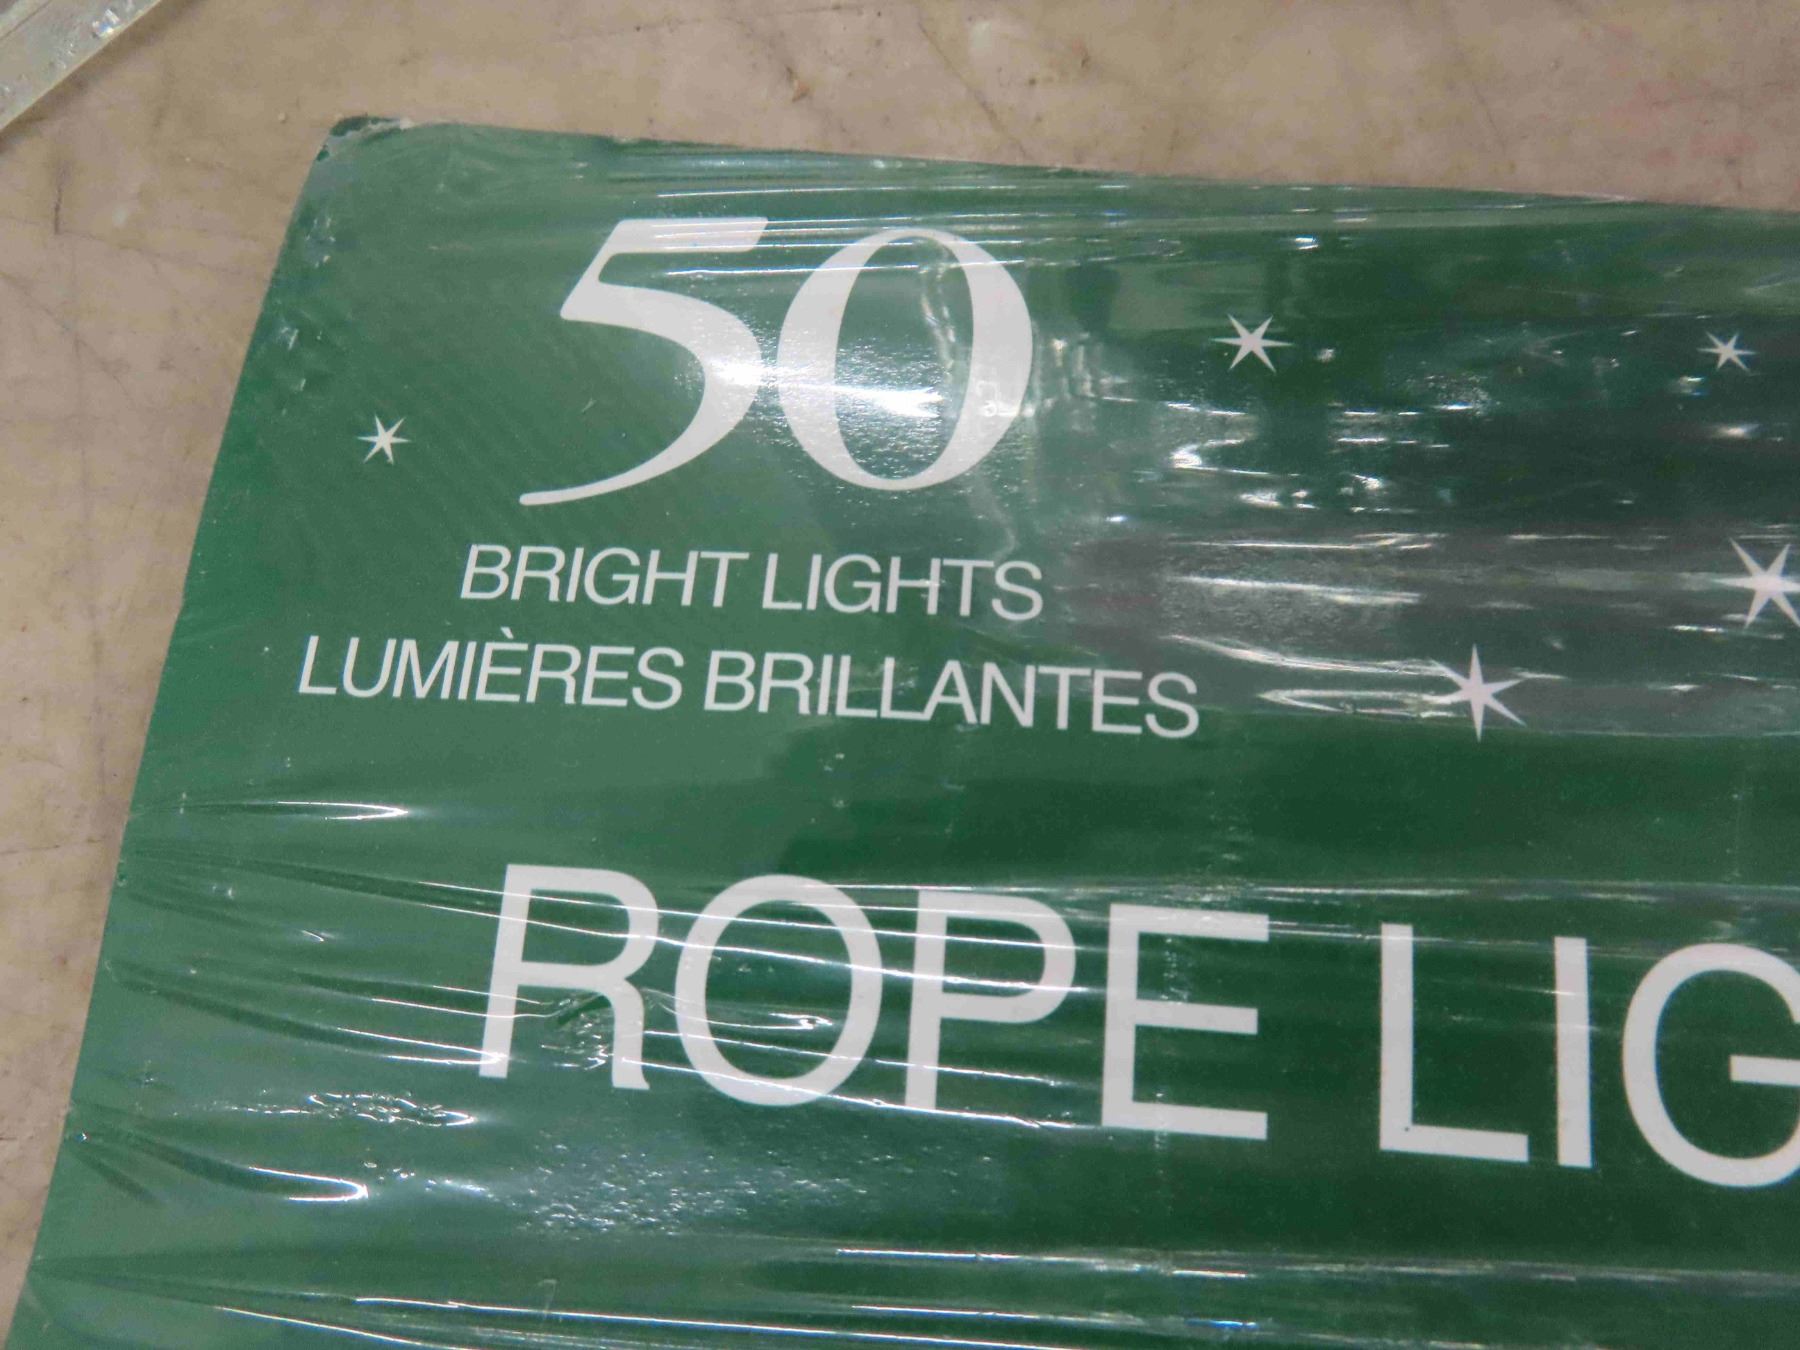 50
BRIGHT LIGHTS
LUMIÈRES BRILLANTES
ROPE LIG